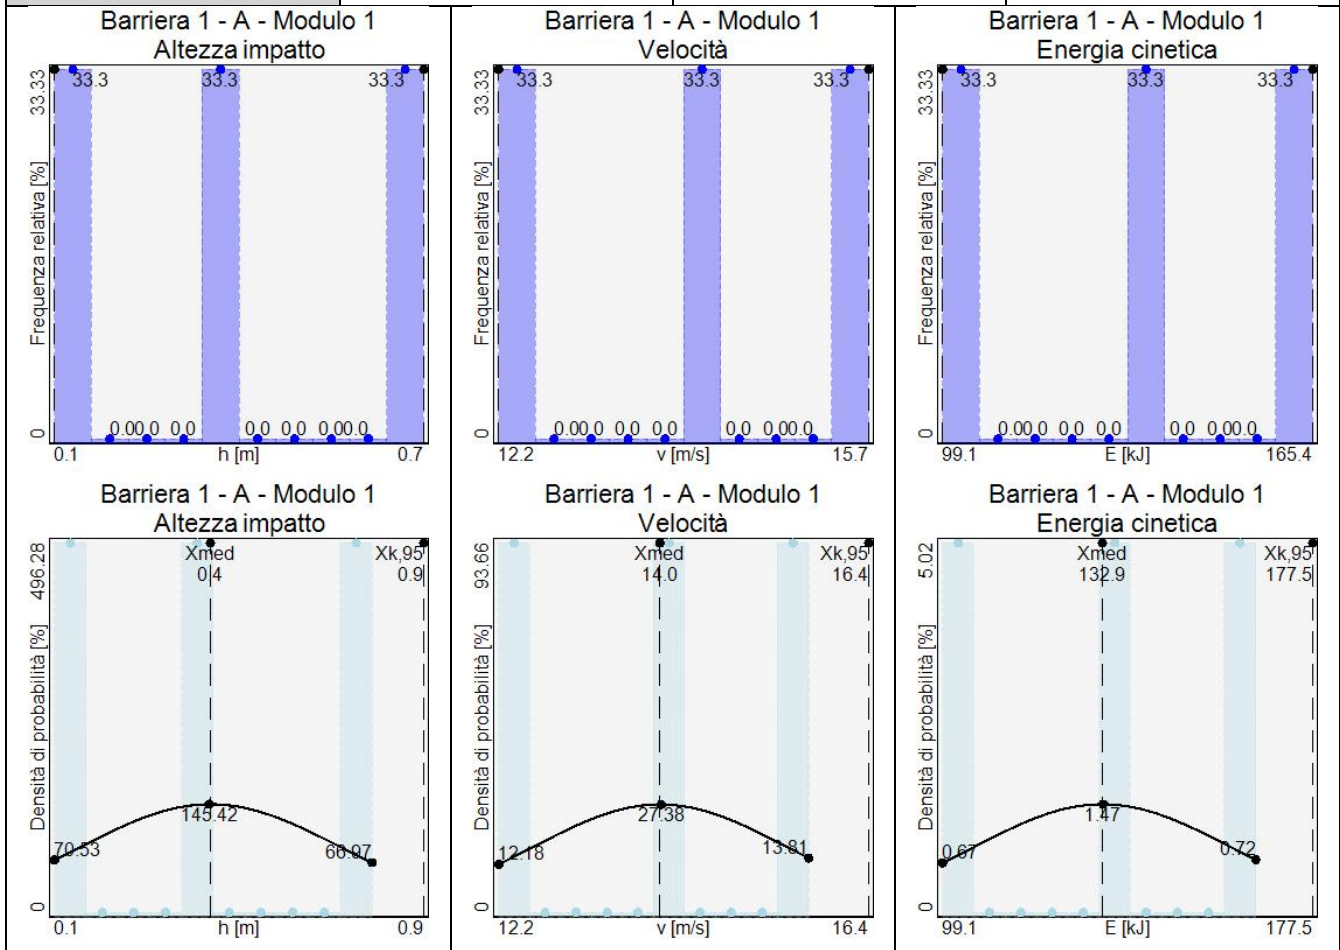 Barriera 1 - A - Modulo 1
Altezza impatto
33.33
33.3
33.3
33.3
Frequenza relativa [%]
0.0 0.0 0.0 0.0 0.0 0.0 0.0
0
0.1
h [m]
0.7
Barriera 1 - A - Modulo 1
Velocità
33.33
33.3
33.3
33.3
Frequenza relativa [%]
0.0 0.0 0.0 0.0 0.0 0.0 0.0
0
12.2
v [m/s]
15.7
Barriera 1 - A - Modulo 1
Energia cinetica
33.33
33.3
33.3
33.3
Frequenza relativa [%]
0.0 0.0 0.0 0.0 0.0 0.0 0.0
0
99.1
E [kJ]
165.4
Barriera 1 - A - Modulo 1
Altezza impatto
496.28
Xmed
0.4
Xk,95
0.9
Densità di probabilità [%]
70.53
145.42
66.97
0
0.1
h [m]
0.9
Barriera 1 - A - Modulo 1
Velocità
93.66
Xmed
14.0
Xk,95
16.4
Densità di probabilità [%]
12.18
27.38
13.81
0
12.2
v [m/s]
16.4
Barriera 1 - A - Modulo 1
Energia cinetica
5.02
Xmed
132.9
Xk,95
177.5
Densità di probabilità [%]
0.67
1.47
0.72
0
99.1
E [kJ]
177.5